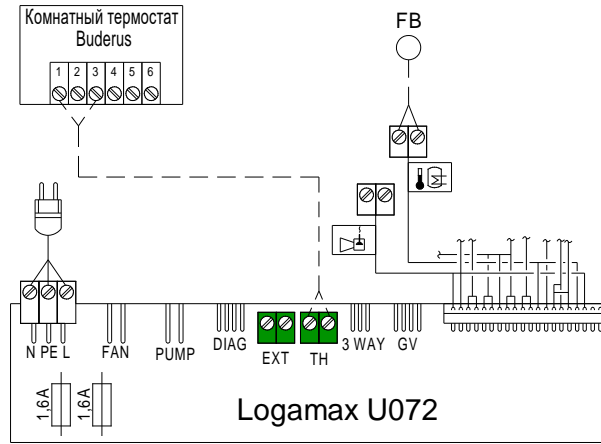 Комнатный термостат
Buderus
1 2 3 4 5 6
FB
N PE L
FAN
PUMP
DIAG
EXT
TH
3 WAY
GV
1,6A
1,6A
Logamax U072